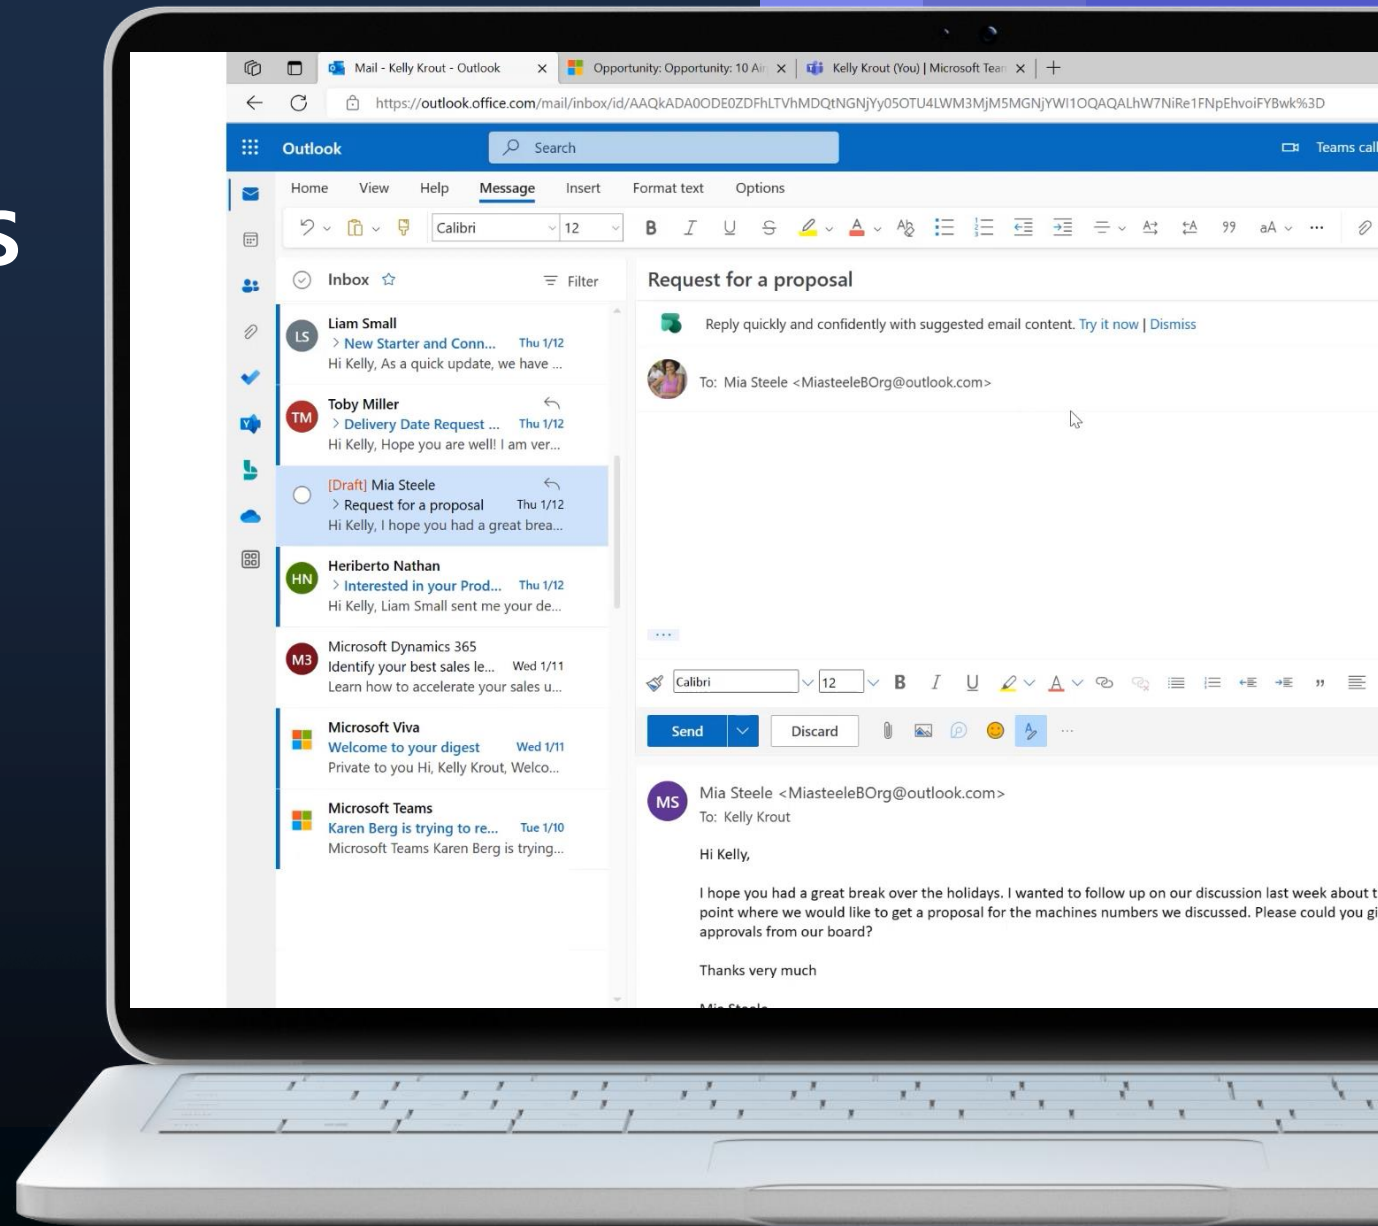 s
Mail - Kelly Krout - Outlook
Opportunity: Opportunity: 10 Air
Kelly Krout (You) | Microsoft Tean
https://outlook.office.com/mail/inbox/id/AAQkADA0ODE0ZDFhLTVhMDQtNGNjYy05OTU4LWM3MjM5MGNjYWI1OQAQALhW7NiRe1FNpEhvoiFYBwk%3D
Outlook
Search
Teams call
Home View Help Message Insert Format text Options
Calibri 12 B I U S A aA ...
Inbox
Filter
LS
Liam Small
> New Starter and Conn... Thu 1/12
Hi Kelly, As a quick update, we have ...
TM
Toby Miller
> Delivery Date Request ... Thu 1/12
Hi Kelly, Hope you are well! I am ver...
[Draft] Mia Steele
> Request for a proposal Thu 1/12
Hi Kelly, I hope you had a great brea...
HN
Heriberto Nathan
> Interested in your Prod... Thu 1/12
Hi Kelly, Liam Small sent me your de...
M3
Microsoft Dynamics 365
Identify your best sales le... Wed 1/11
Learn how to accelerate your sales u...
Microsoft Viva
Welcome to your digest Wed 1/11
Private to you Hi, Kelly Krout, Welco...
Microsoft Teams
Karen Berg is trying to re... Tue 1/10
Microsoft Teams Karen Berg is trying...
Request for a proposal
Reply quickly and confidently with suggested email content. Try it now | Dismiss
To: Mia Steele <MiasteeleBOrg@outlook.com>
...
Calibri 12 B I U A
Send Discard ...
MS
Mia Steele <MiasteeleBOrg@outlook.com>
To: Kelly Krout
Hi Kelly,
I hope you had a great break over the holidays. I wanted to follow up on our discussion last week about t
point where we would like to get a proposal for the machines numbers we discussed. Please could you gi
approvals from our board?
Thanks very much
Mia Steele